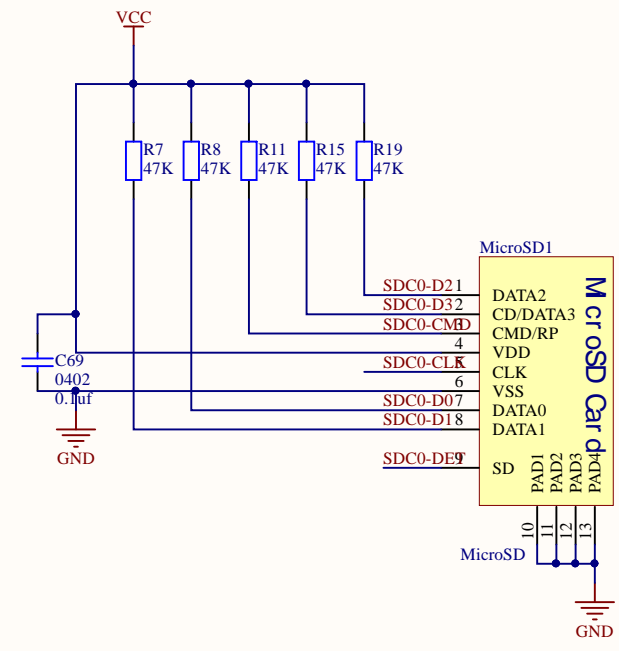 VCC
R7
47K
R8
47K
R11
47K
R15
47K
R19
47K
MicroSD1
SDC0-D2 1 DATA2
SDC0-D3 2 CD/DATA3
SDC0-CMD 3 CMD/RP
4 VDD
SDC0-CLK 5 CLK
6 VSS
SDC0-D0 7 DATA0
SDC0-D1 8 DATA1
SDC0-DET 9 SD
MicroSD Card
C69
0402
0.1uf
GND
PAD1
PAD2
PAD3
PAD4
10
11
12
13
MicroSD
GND